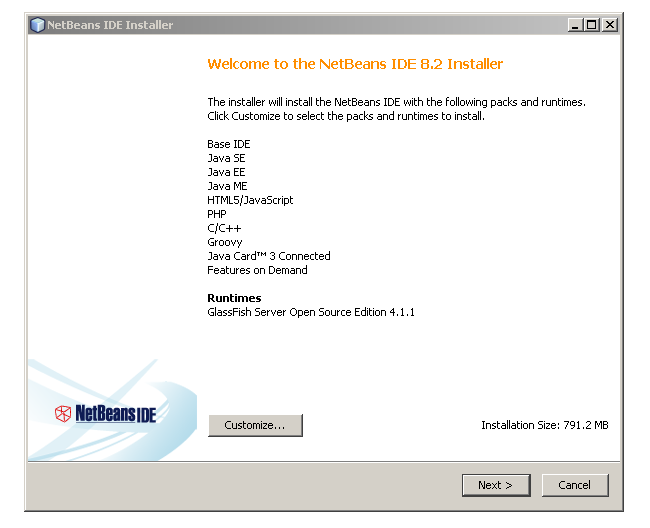 NetBeans IDE Installer
Welcome to the NetBeans IDE 8.2 Installer
The installer will install the NetBeans IDE with the following packs and runtimes.
Click Customize to select the packs and runtimes to install.
Base IDE
Java SE
Java EE
Java ME
HTML5/JavaScript
PHP
C/C++
Groovy
Java Card™ 3 Connected
Features on Demand
Runtimes
GlassFish Server Open Source Edition 4.1.1
NetBeans IDE
Customize...
Installation Size: 791.2 MB
Next >
Cancel